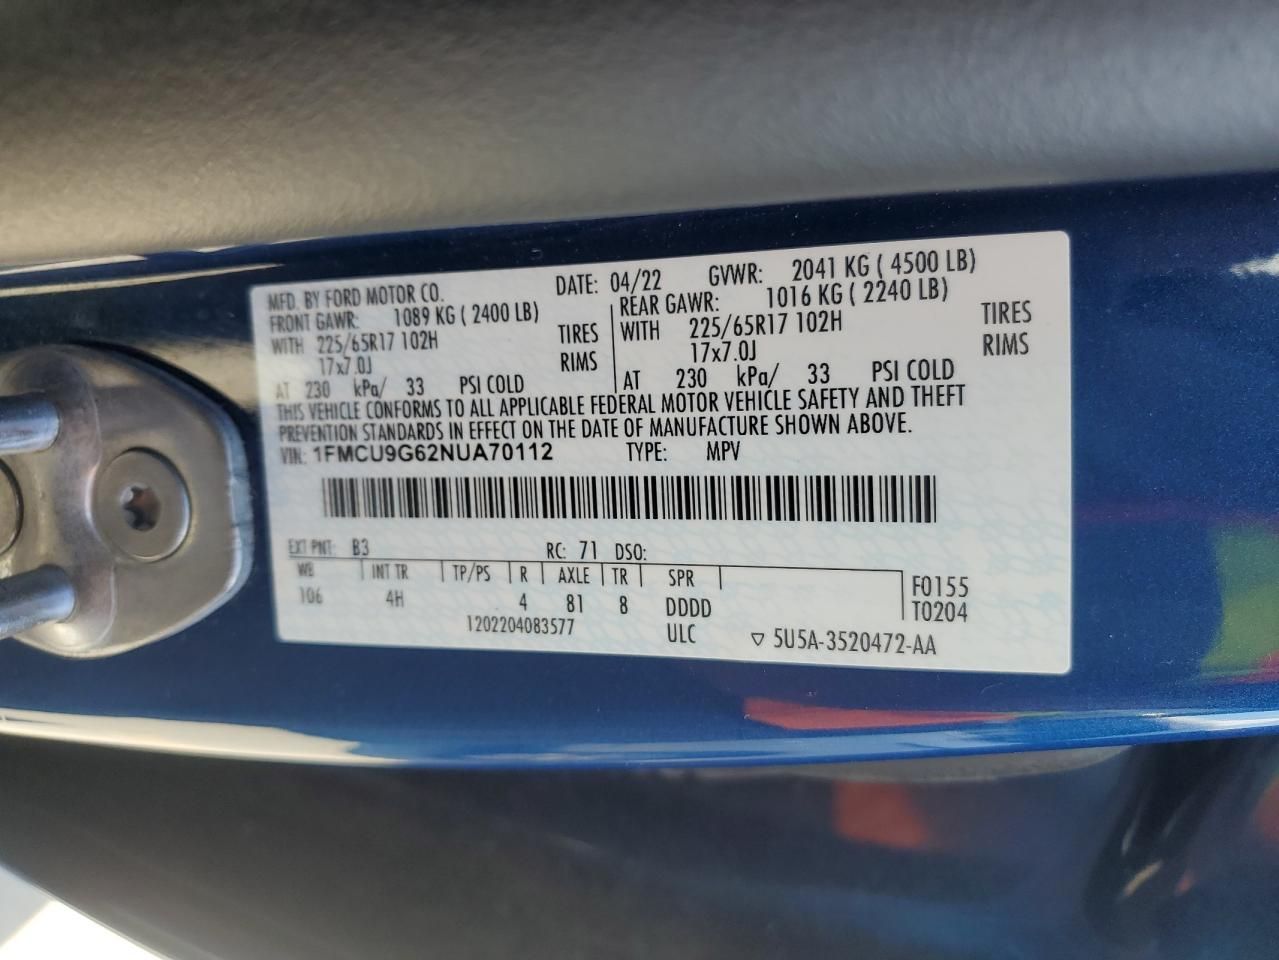 MFD. BY FORD MOTOR CO. DATE: 04/22 GVWR: 2041 KG ( 4500 LB)
FRONT GAWR: 1089 KG ( 2400 LB) REAR GAWR: 1016 KG ( 2240 LB)
WITH 225/65R17 102H TIRES WITH 225/65R17 102H TIRES
17x7.0J RIMS 17x7.0J RIMS
AT 230 kPa/ 33 PSI COLD AT 230 kPa/ 33 PSI COLD
THIS VEHICLE CONFORMS TO ALL APPLICABLE FEDERAL MOTOR VEHICLE SAFETY AND THEFT
PREVENTION STANDARDS IN EFFECT ON THE DATE OF MANUFACTURE SHOWN ABOVE.
VIN: 1FMCU9G62NUA70112 TYPE: MPV
EXT PNT: B3 RC: 71 DSO:
WB INT TR TP/PS R AXLE TR SPR F0155
106 4H 4 81 8 DDDD T0204
1202204083577 ULC ▽ 5U5A-3520472-AA